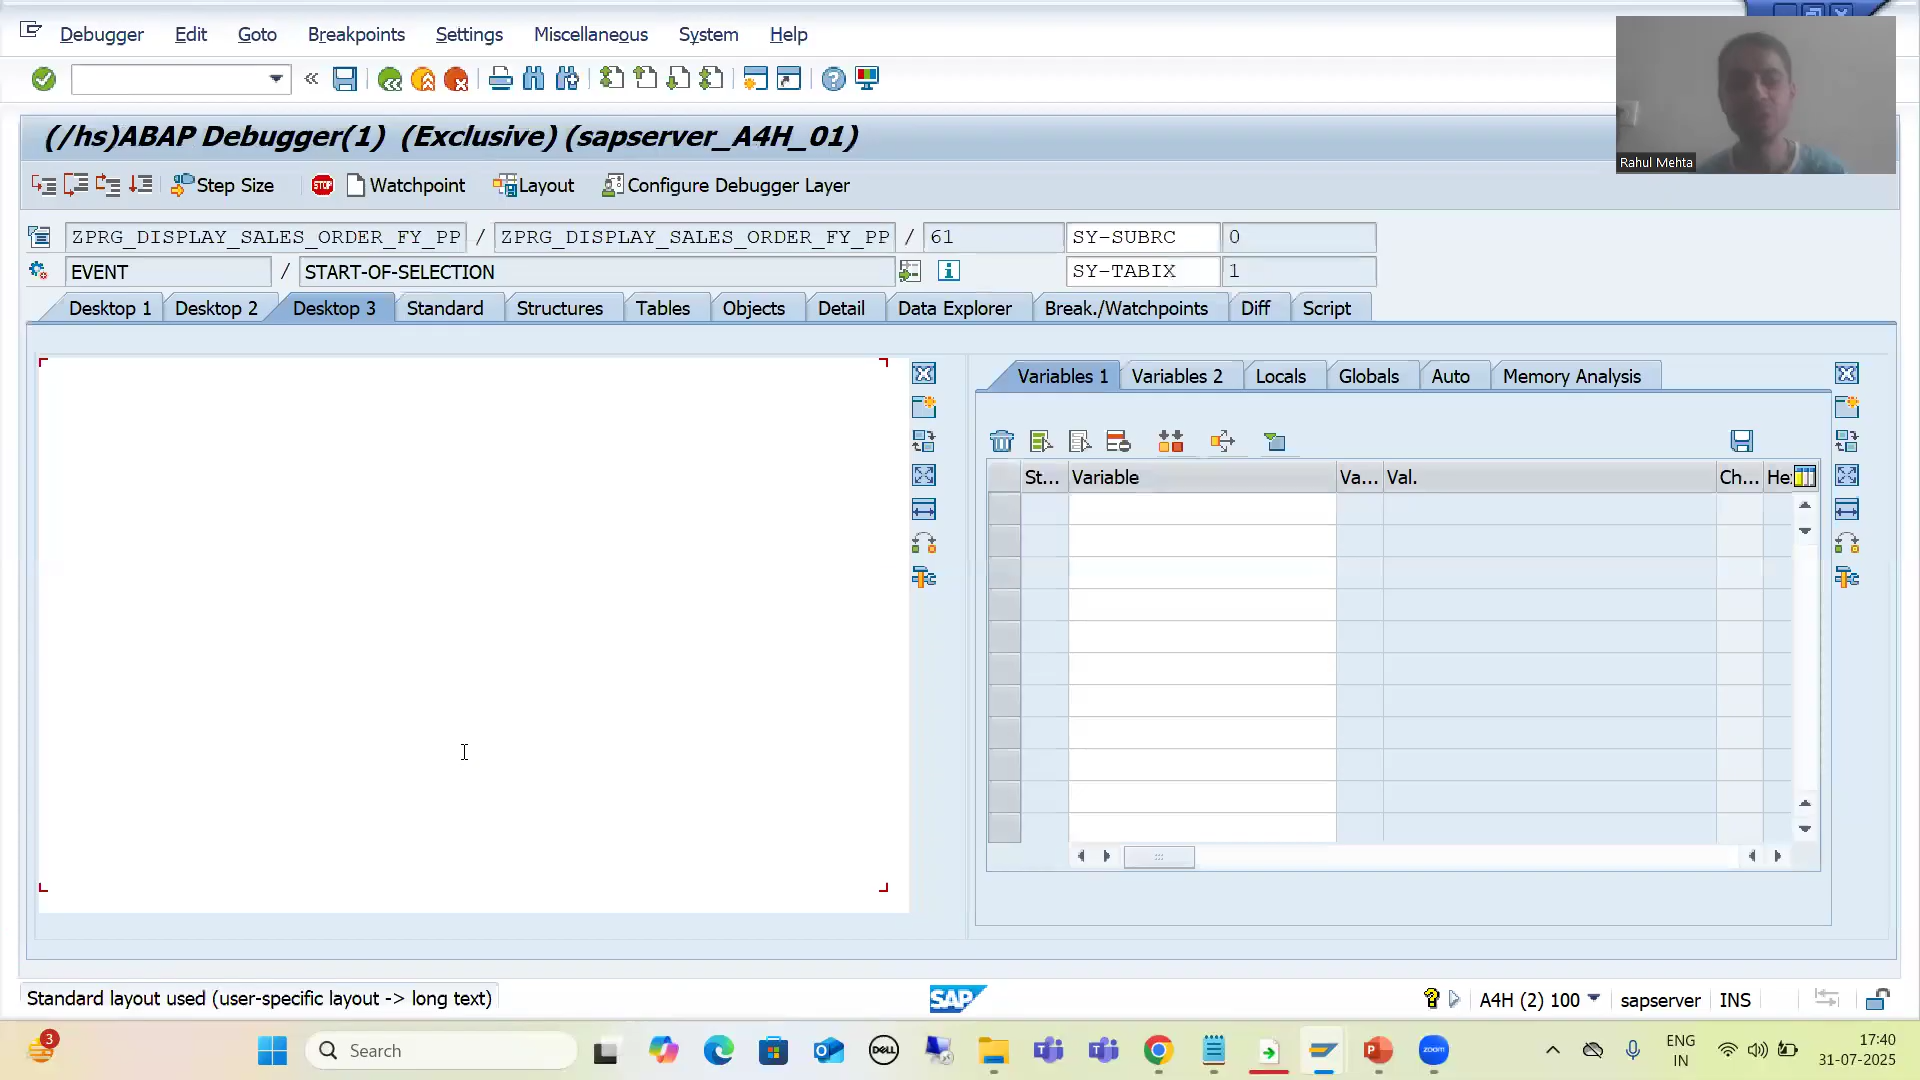 Debugger Edit Goto Breakpoints Settings Miscellaneous System Help
Rahul Mehta
(/hs)ABAP Debugger(1) (Exclusive) (sapserver_A4H_01)
Step Size STOP Watchpoint Layout Configure Debugger Layer
ZPRG_DISPLAY_SALES_ORDER_FY_PP / ZPRG_DISPLAY_SALES_ORDER_FY_PP / 61 SY-SUBRC 0
EVENT / START-OF-SELECTION SY-TABIX 1
Desktop 1 Desktop 2 Desktop 3 Standard Structures Tables Objects Detail Data Explorer Break./Watchpoints Diff Script
Variables 1 Variables 2 Locals Globals Auto Memory Analysis
St... Variable Va... Val. Ch... He
Standard layout used (user-specific layout -> long text) SAP A4H (2) 100 sapserver INS
3 Search DELL zoom ENG IN 17:40
31-07-2025